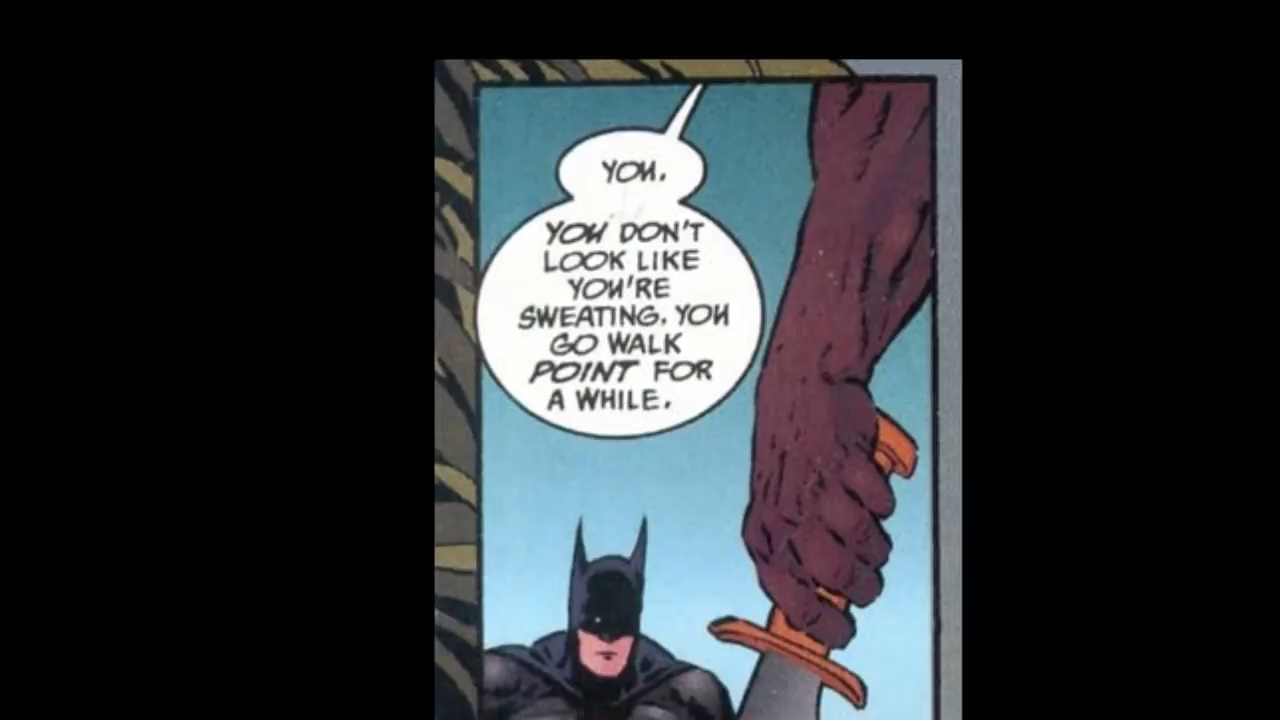 YOU.
YOU DON'T
LOOK LIKE
YOU'RE
SWEATING. YOU
GO WALK
POINT FOR
A WHILE.